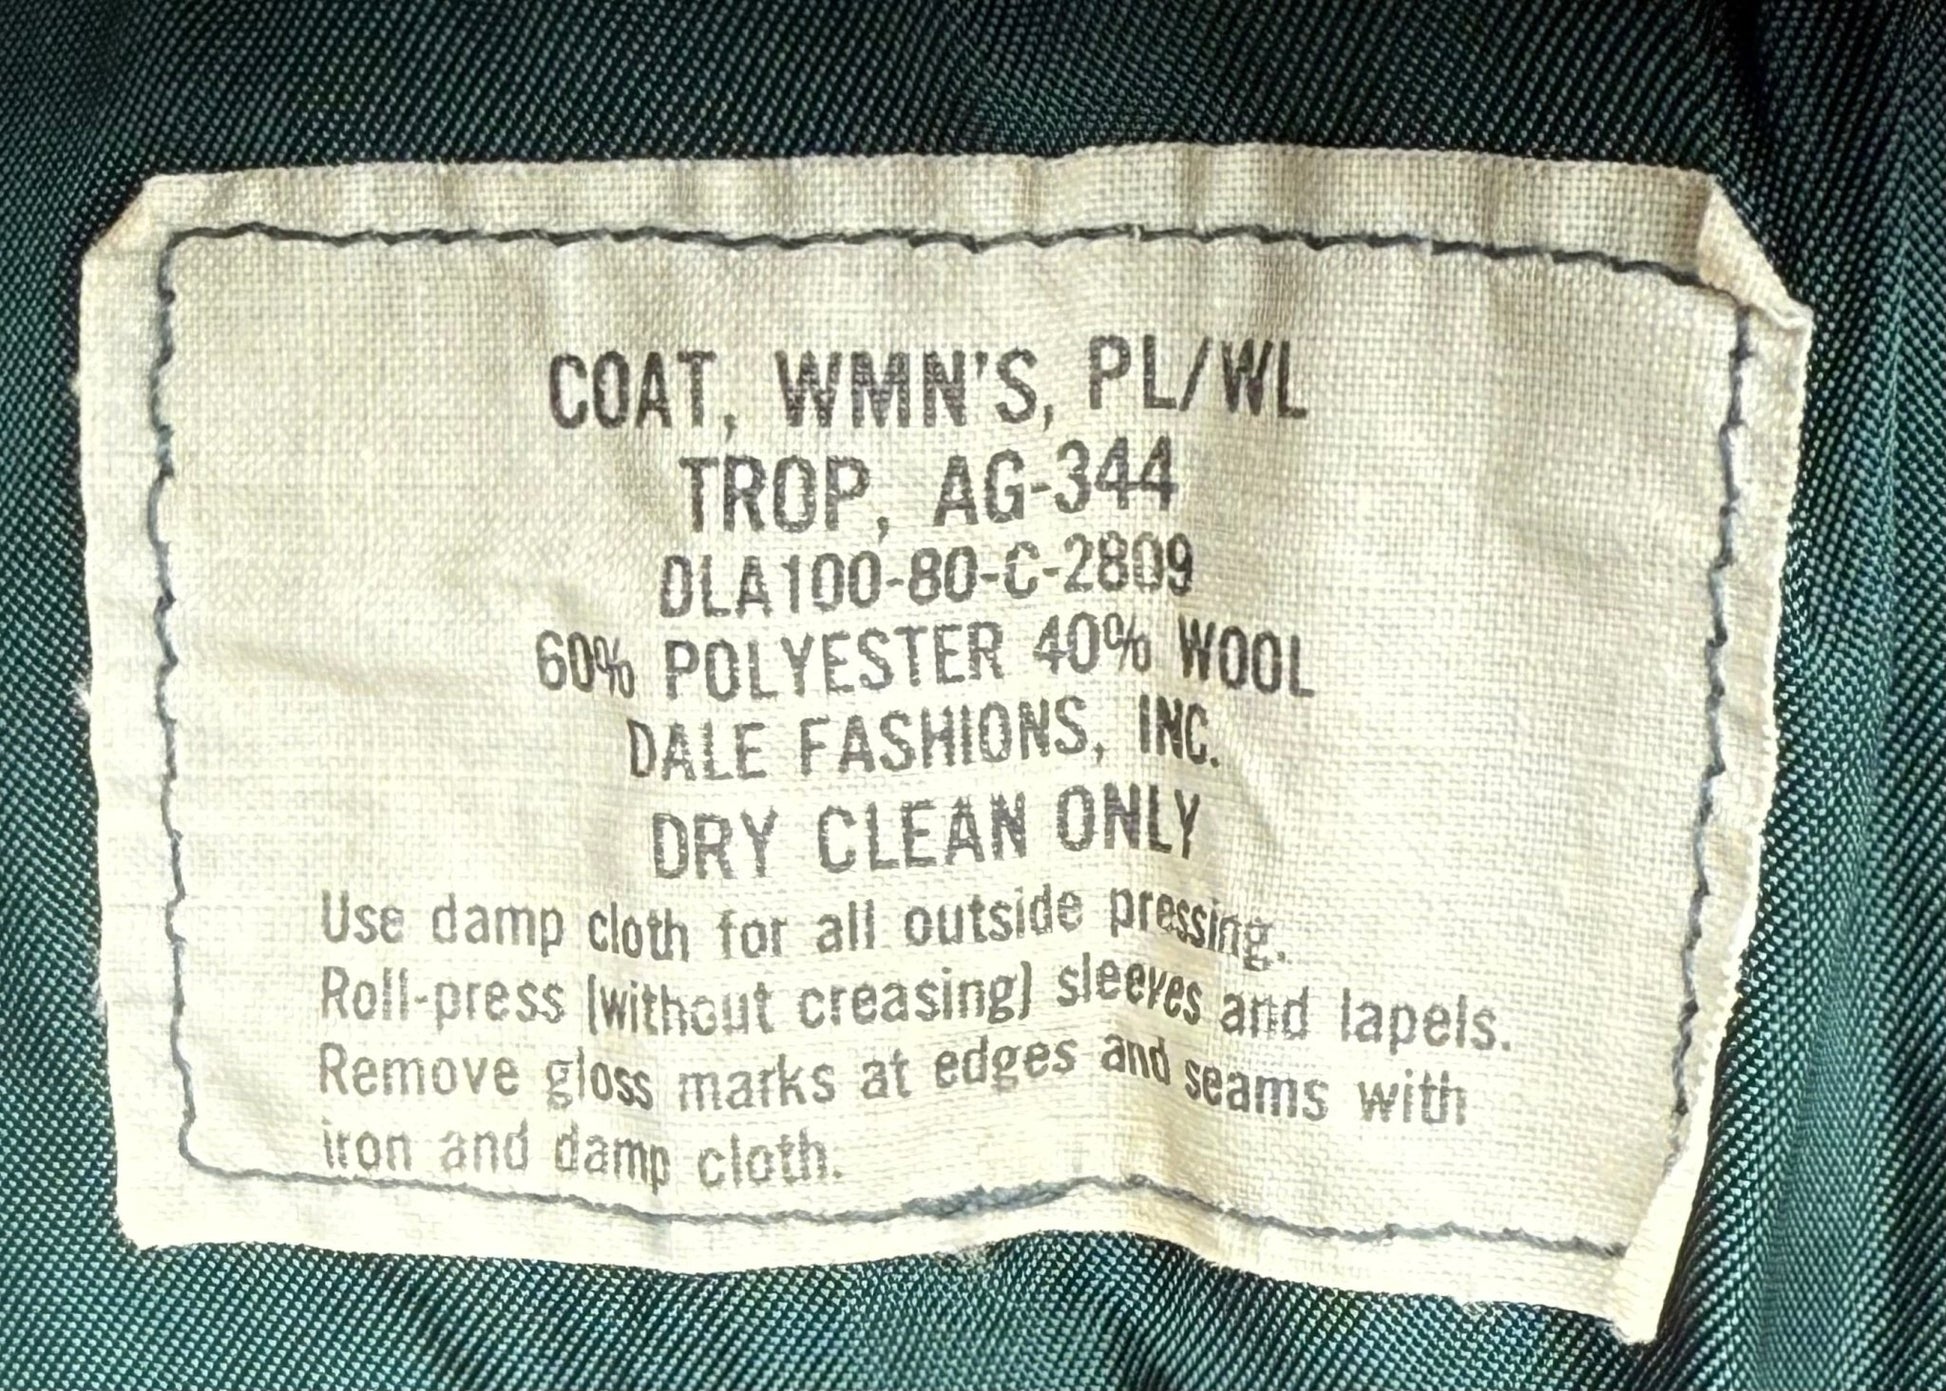 COAT, WMN'S, PL/WL
TROP, AG-344
DLA100-80-C-2809
60% POLYESTER 40% WOOL
DALE FASHIONS, INC.
DRY CLEAN ONLY
Use damp cloth for all outside pressing.
Roll-press (without creasing) sleeves and lapels.
Remove gloss marks at edges and seams with
iron and damp cloth.